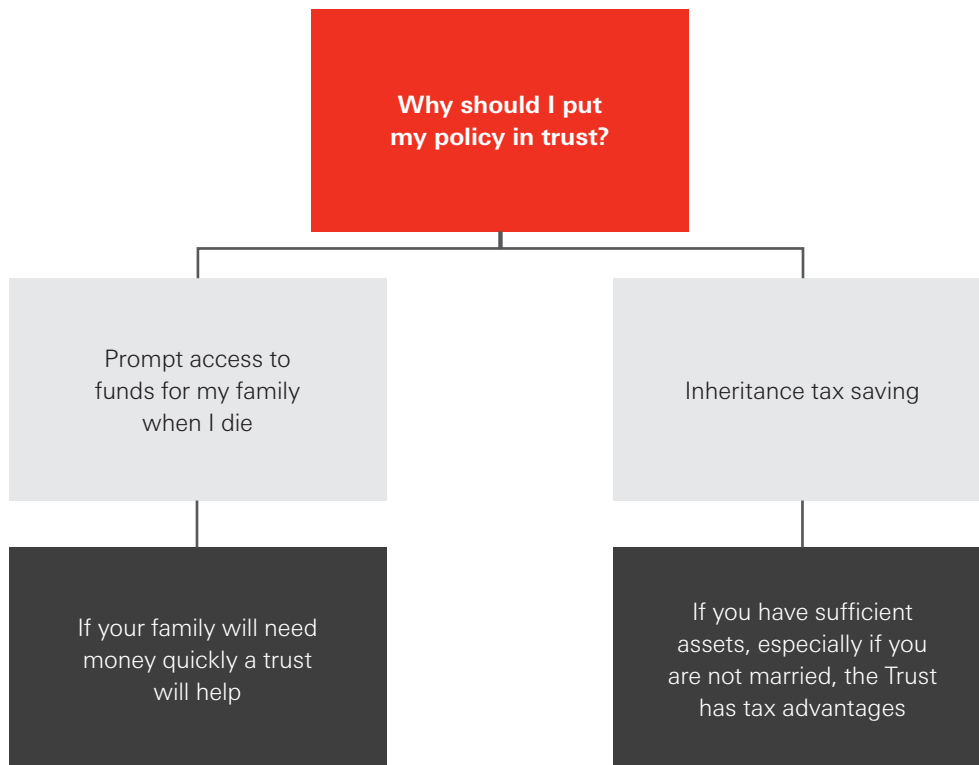 Why should I put
my policy in trust?
Prompt access to
funds for my family
when I die
Inheritance tax saving
If your family will need
money quickly a trust
will help
If you have sufficient
assets, especially if you
are not married, the Trust
has tax advantages